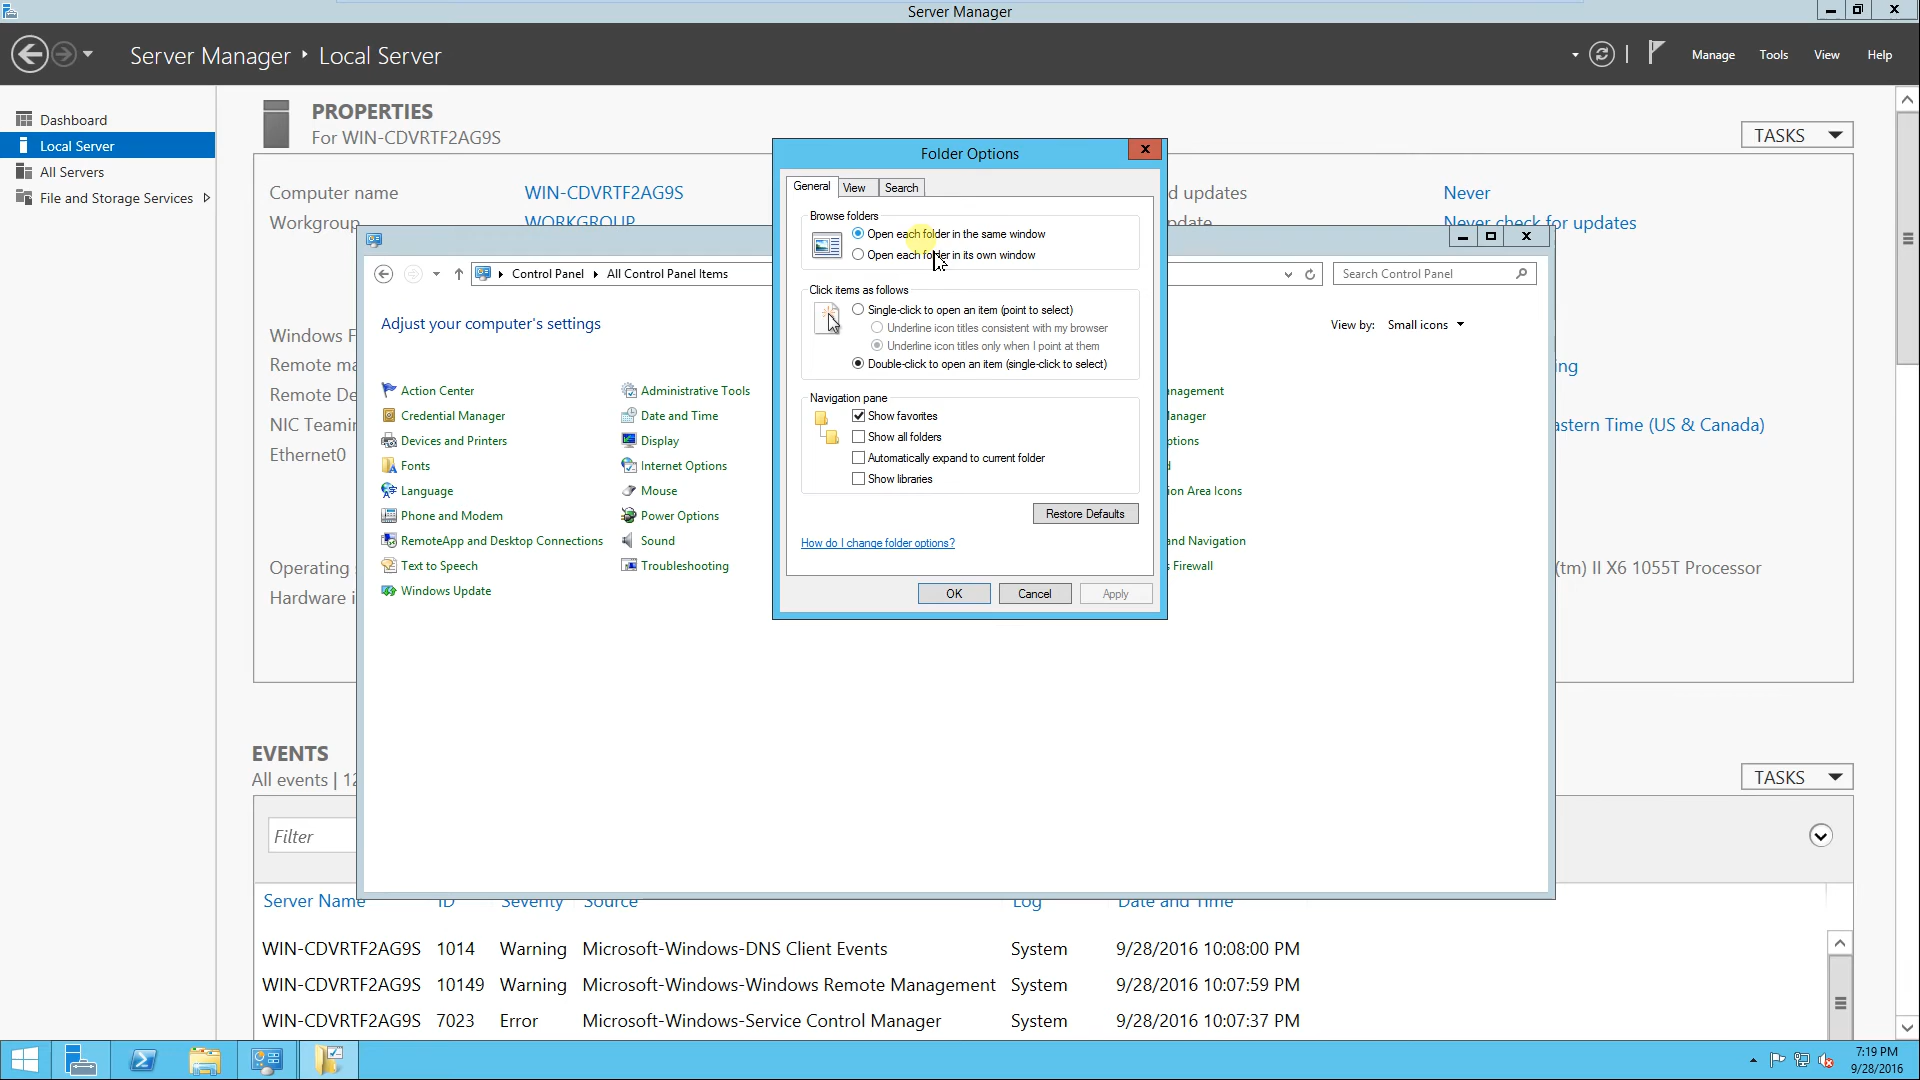 Server Manager
Server Manager ‣ Local Server
Manage
Tools
View
Help
Dashboard
Local Server
All Servers
File and Storage Services
PROPERTIES
For WIN-CDVRTF2AG9S
TASKS
Computer name
WIN-CDVRTF2AG9S
d updates
Never
Workgroup
WORKGROUP
pdate
Never check for updates
Windows F
Remote ma
ing
Remote De
NIC Teamin
astern Time (US & Canada)
Ethernet0
Operating
(tm) II X6 1055T Processor
Hardware i
Control Panel
All Control Panel Items
Search Control Panel
Adjust your computer's settings
View by: Small icons
Action Center
Administrative Tools
nagement
Credential Manager
Date and Time
lanager
Devices and Printers
Display
ptions
Fonts
Internet Options
Language
Mouse
ion Area Icons
Phone and Modem
Power Options
RemoteApp and Desktop Connections
Sound
and Navigation
Text to Speech
Troubleshooting
Firewall
Windows Update
Folder Options
General
View
Search
Browse folders
Open each folder in the same window
Open each folder in its own window
Click items as follows
Single-click to open an item (point to select)
Underline icon titles consistent with my browser
Underline icon titles only when I point at them
Double-click to open an item (single-click to select)
Navigation pane
Show favorites
Show all folders
Automatically expand to current folder
Show libraries
Restore Defaults
How do I change folder options?
OK
Cancel
Apply
EVENTS
All events | 12
TASKS
Filter
Server Name ID Severity Source Log Date and Time
WIN-CDVRTF2AG9S 1014 Warning Microsoft-Windows-DNS Client Events System 9/28/2016 10:08:00 PM
WIN-CDVRTF2AG9S 10149 Warning Microsoft-Windows-Windows Remote Management System 9/28/2016 10:07:59 PM
WIN-CDVRTF2AG9S 7023 Error Microsoft-Windows-Service Control Manager System 9/28/2016 10:07:37 PM
7:19 PM
9/28/2016